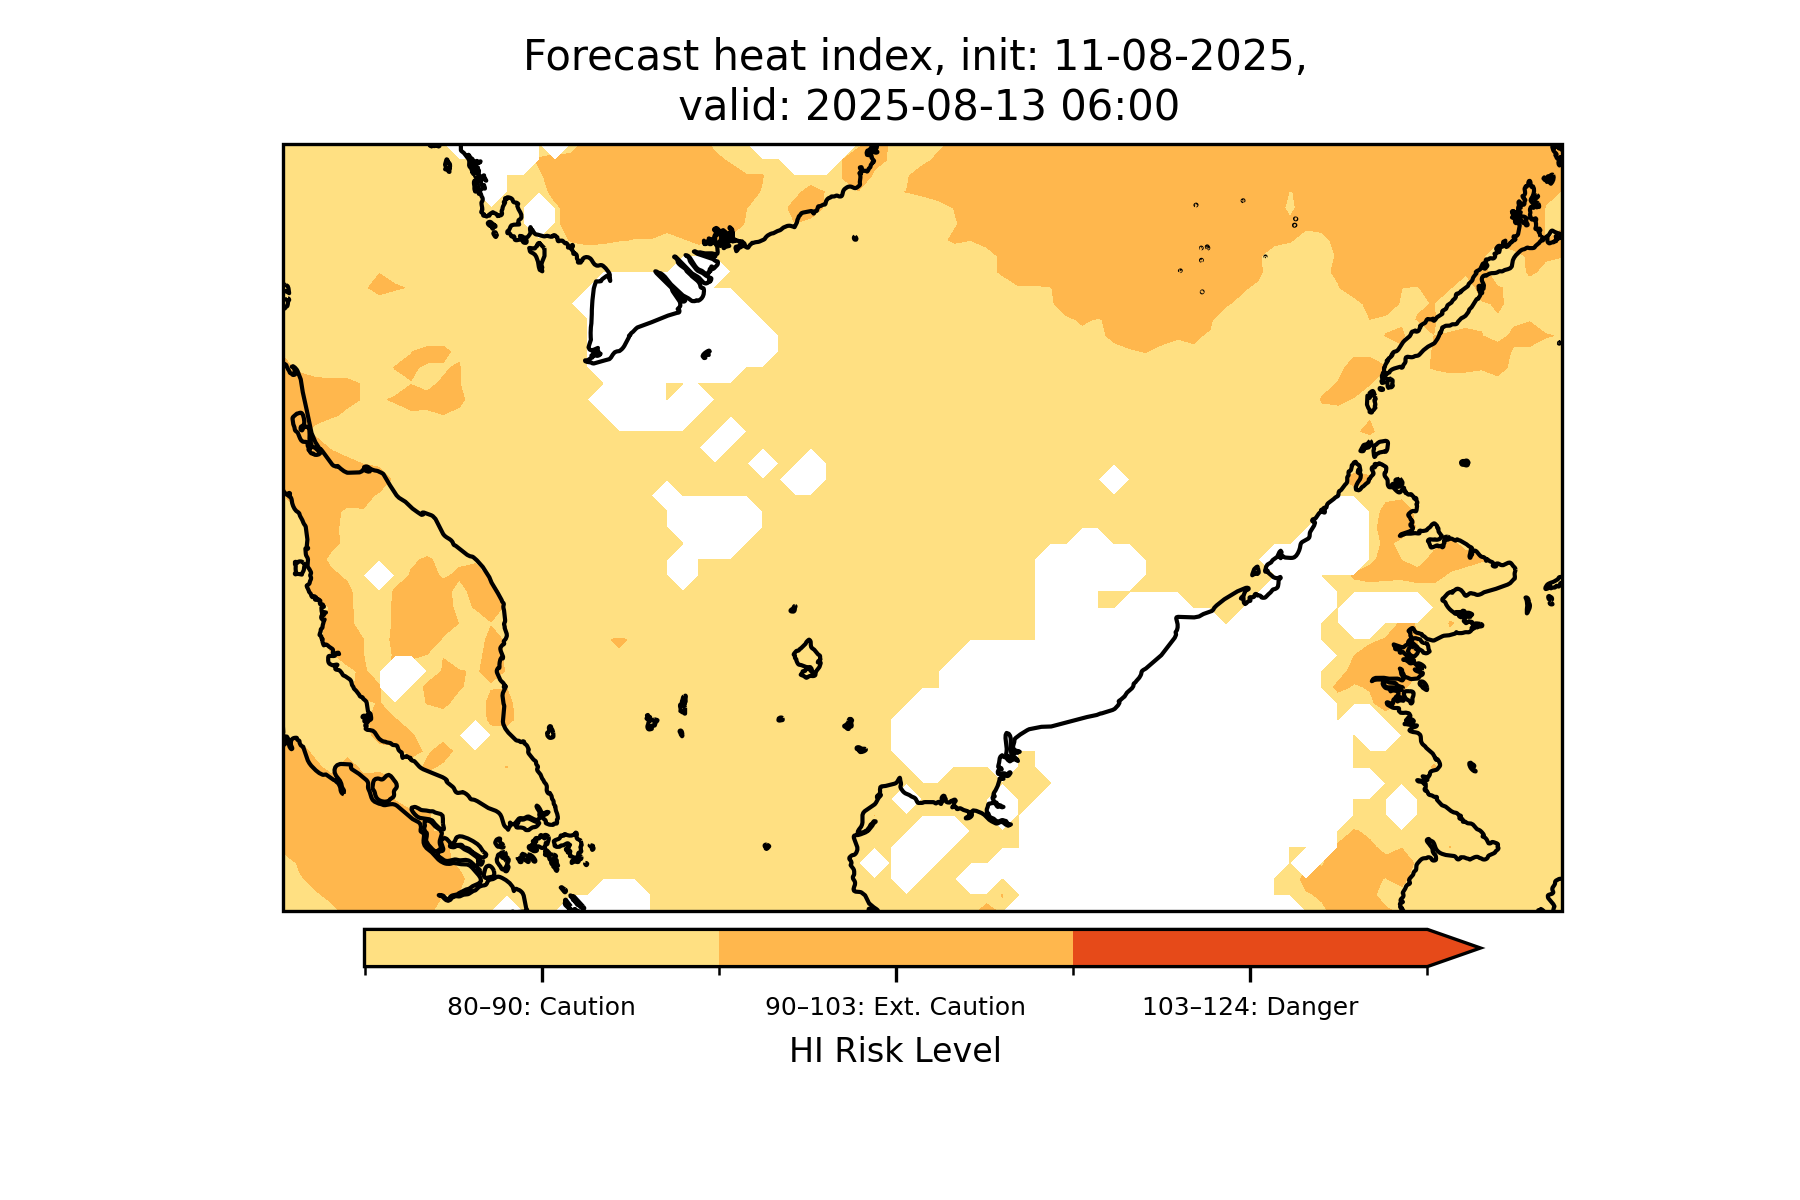 Forecast heat index, init: 11-08-2025,
valid: 2025-08-13 06:00
80–90: Caution
90–103: Ext. Caution
103–124: Danger
HI Risk Level